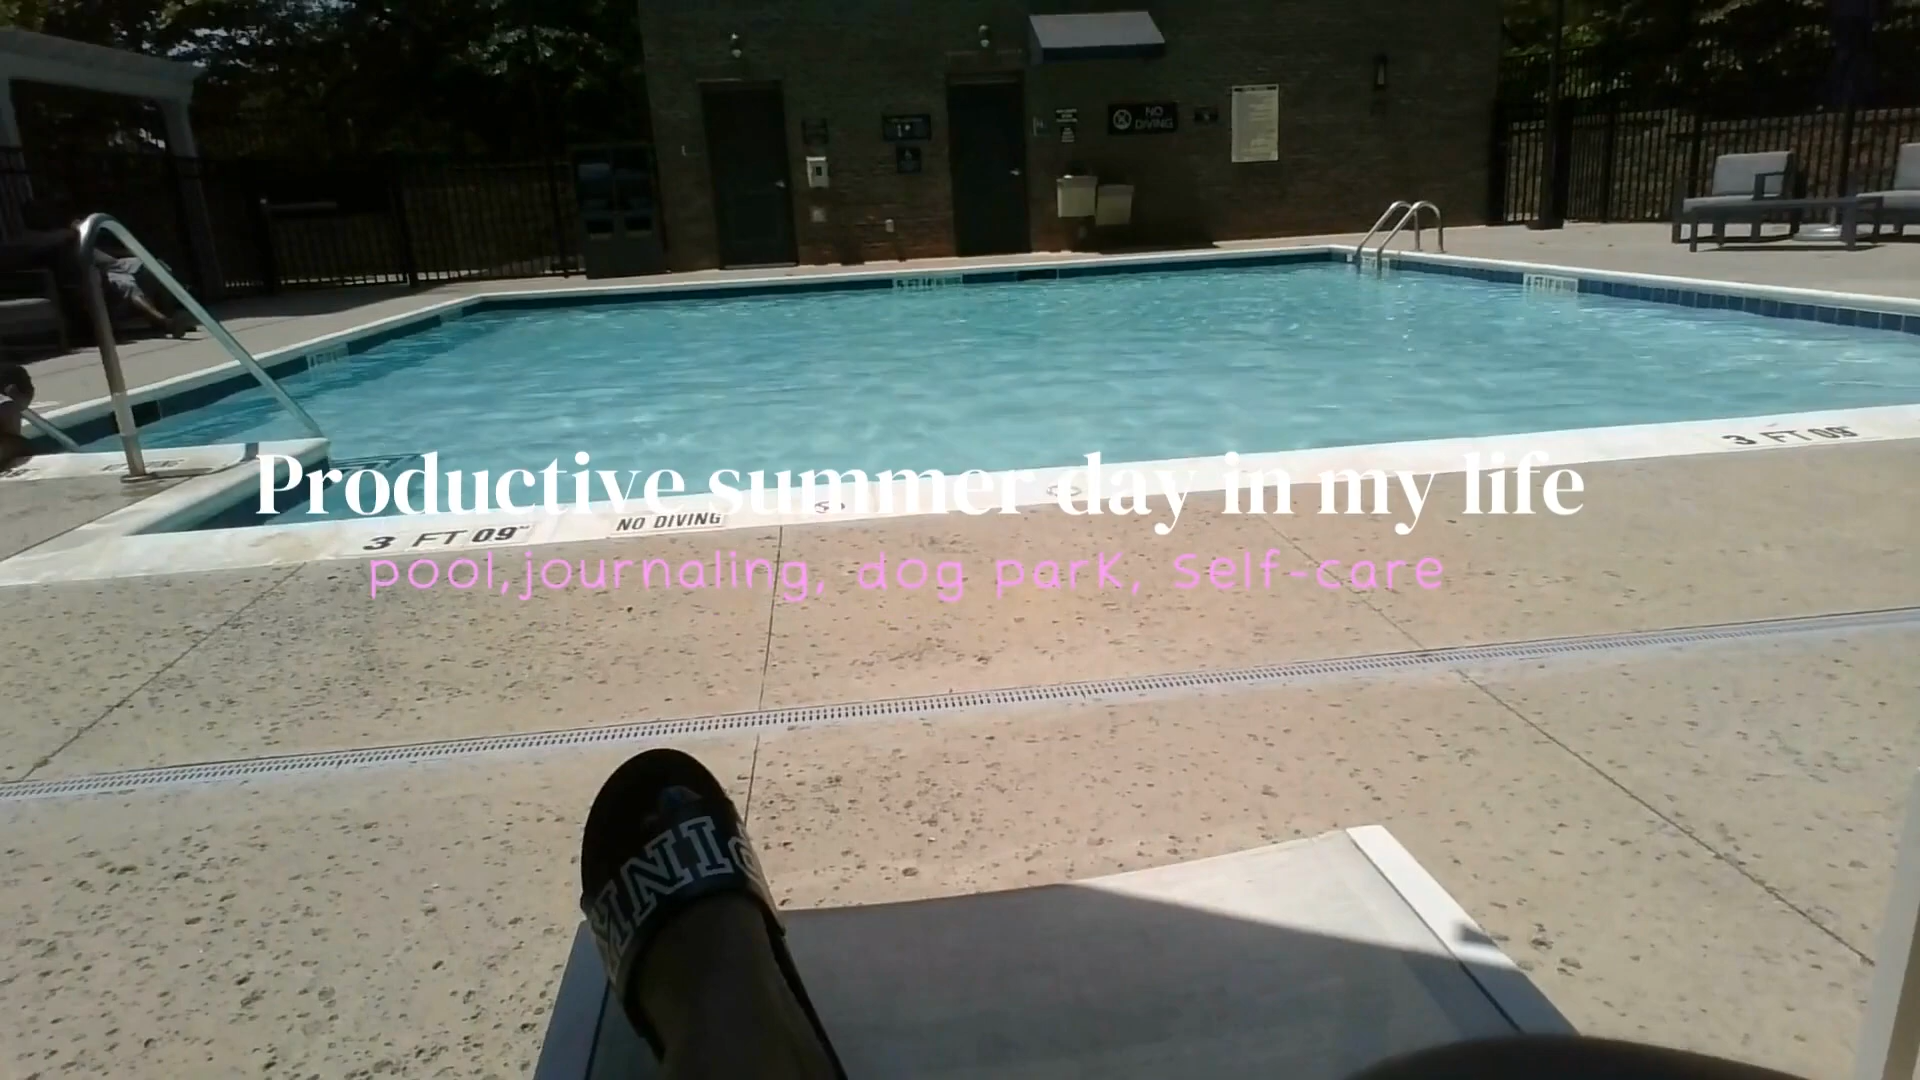 NO
DIVING
3 FT 09"
Productive summer day in my life
3 FT 09"
NO DIVING
pool,journaling, dog park, Self-care
PINK